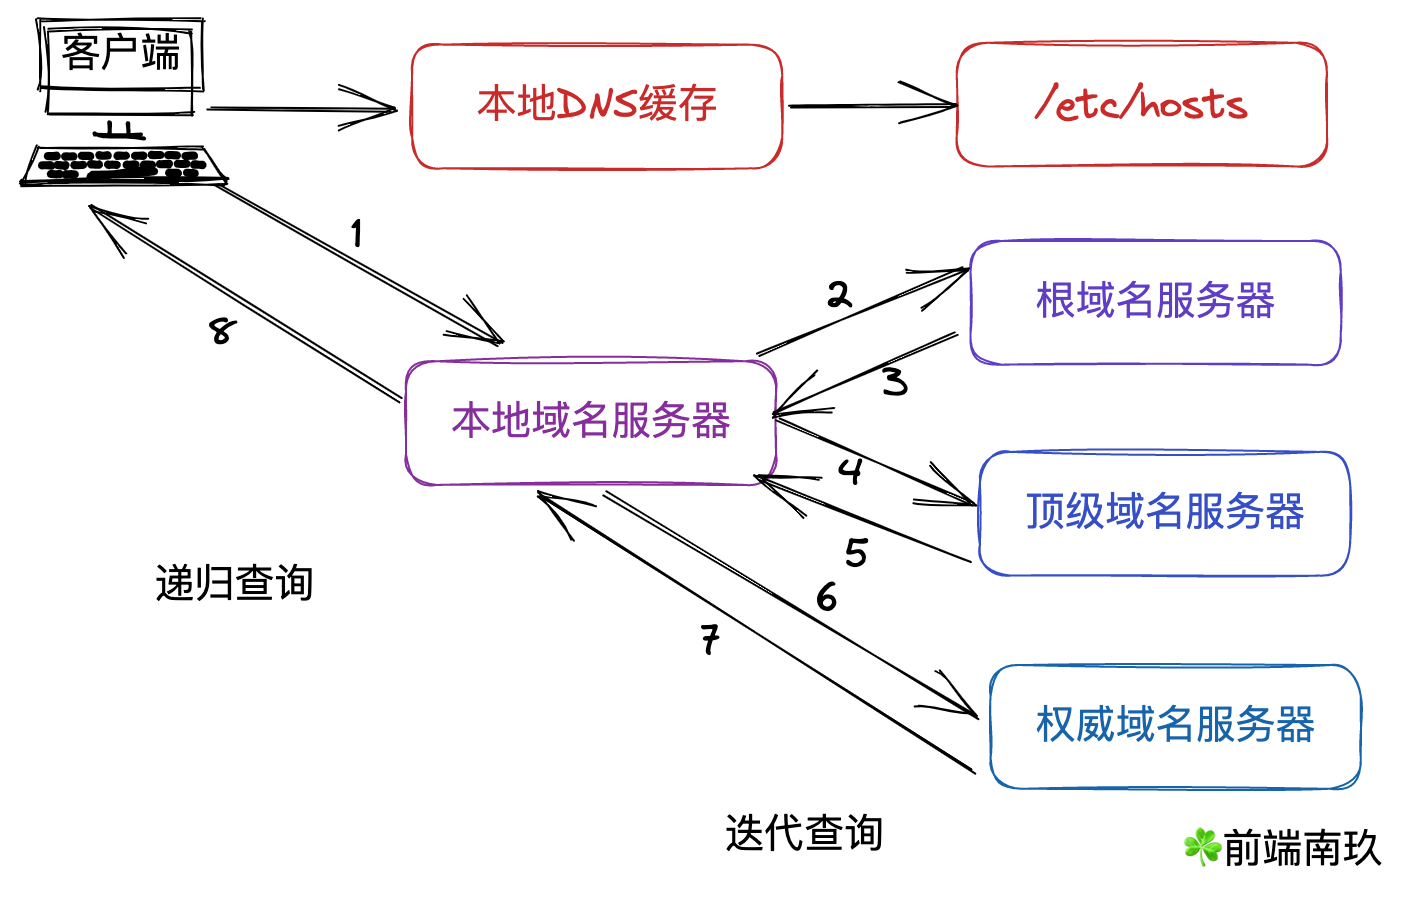 客户端
本地DNS缓存
/etc/hosts
1
2
根域名服务器
8
3
本地域名服务器
4
顶级域名服务器
5
递归查询
6
7
权威域名服务器
迭代查询
前端南玖